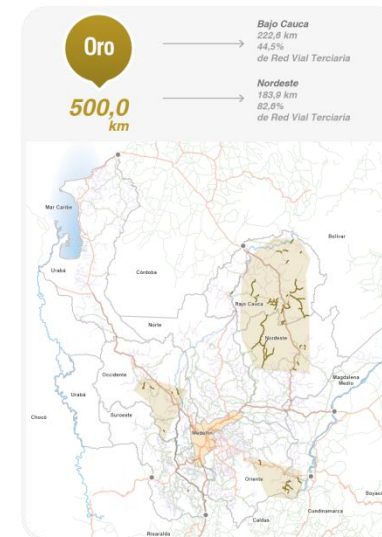 Oro
500,0
km
Bajo Cauca
222,6 km
44,5%
de Red Vial Terciaria
Nordeste
183,9 km
82,6%
de Red Vial Terciaria
Mar Caribe
Bolívar
Urabá
Córdoba
Bajo Cauca
Norte
Nordeste
Magdalena
Medio
Occidente
Urabá
Suroeste
Chocó
Medellín
Oriente
Boyacá
Cundinamarca
Caldas
Risaralda